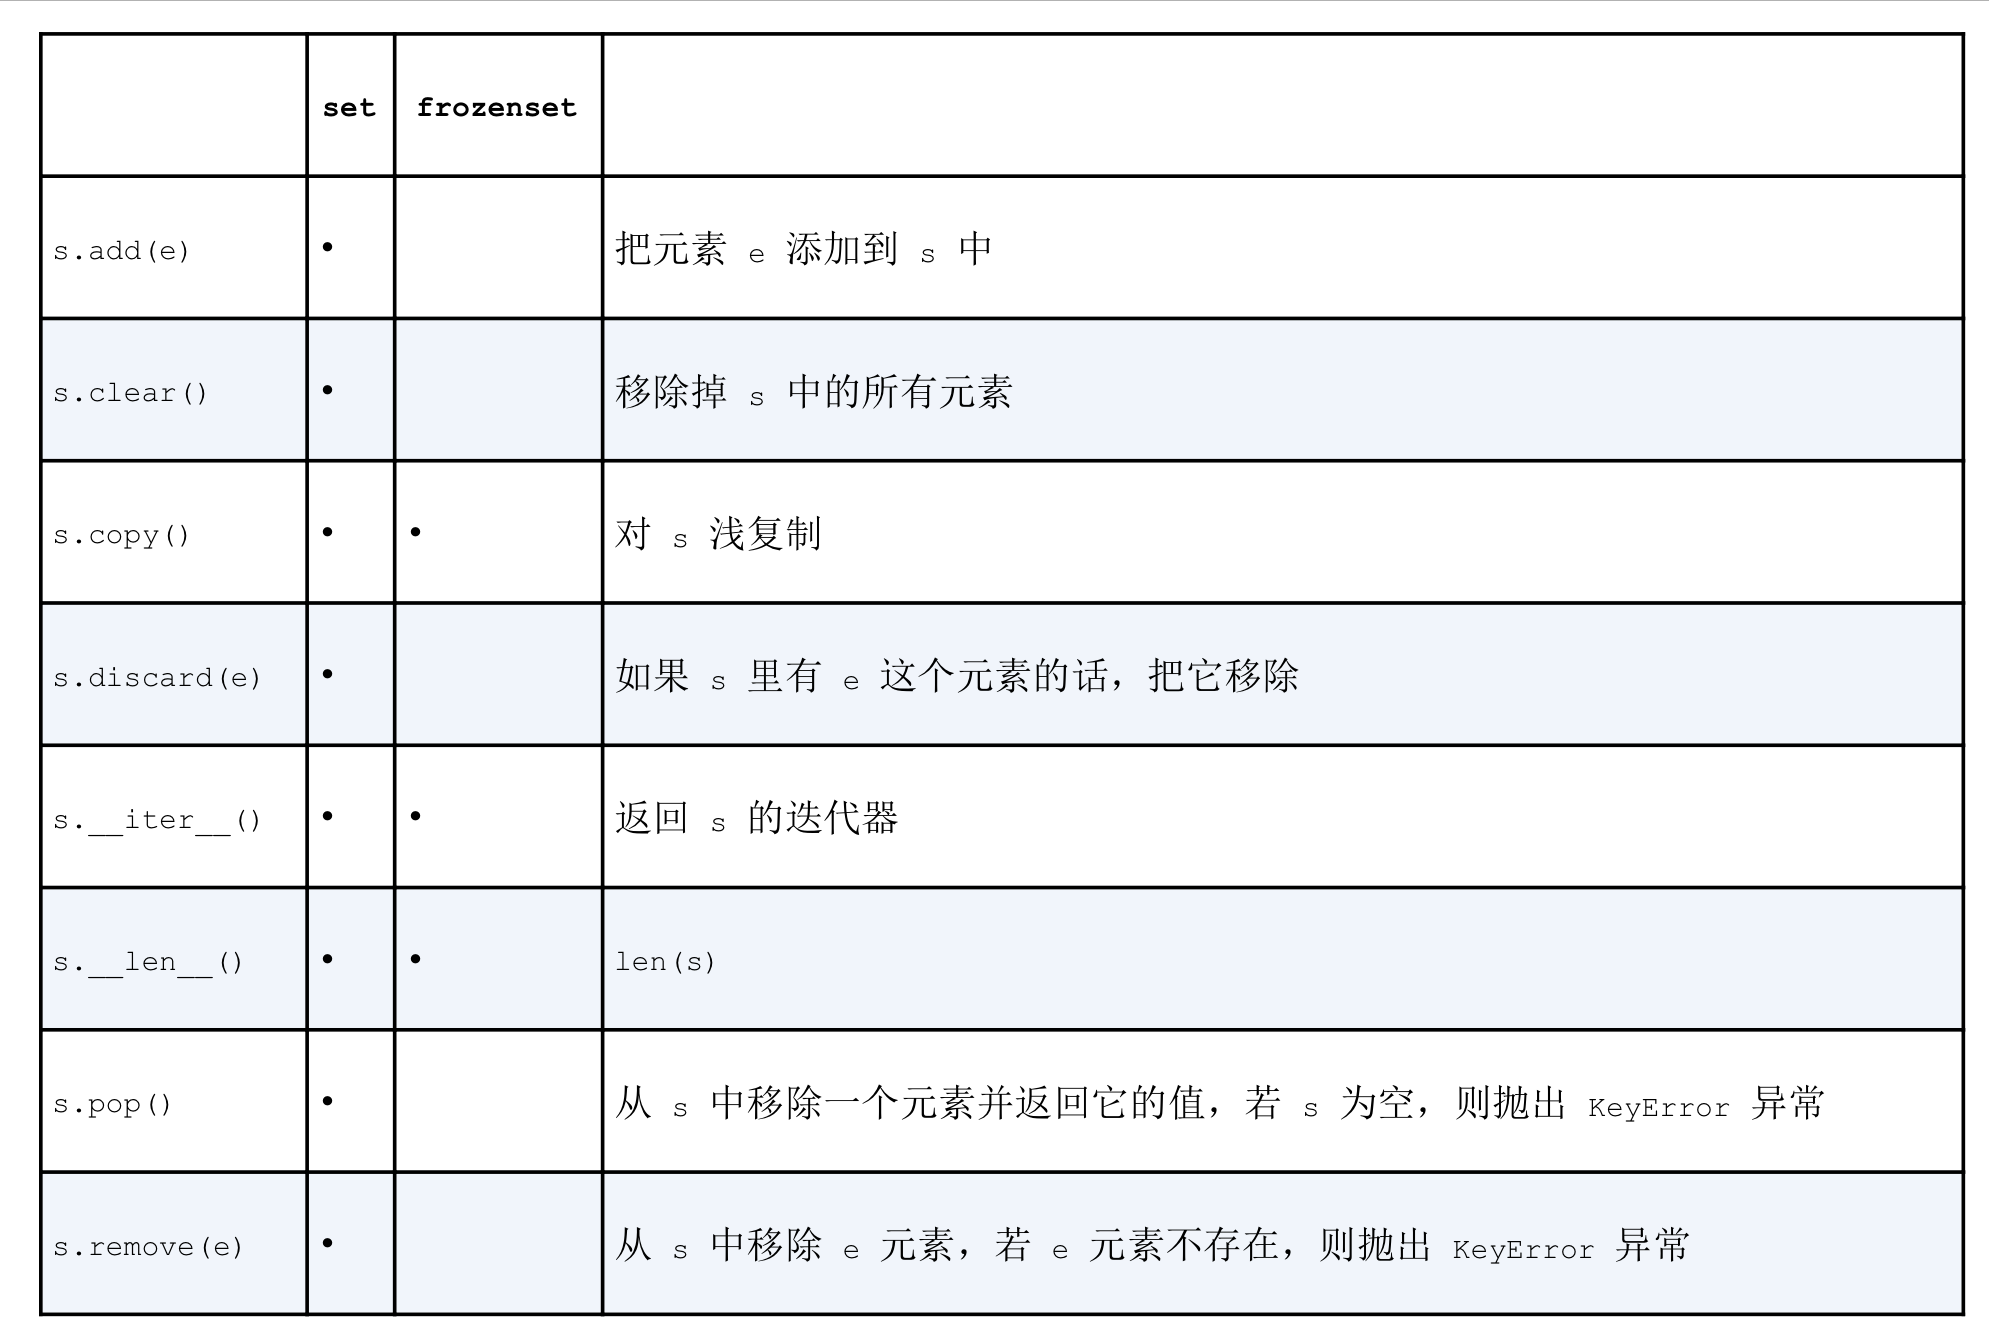 set frozenset
s.add(e) • 把元素 e 添加到 s 中
s.clear() • 移除掉 s 中的所有元素
s.copy() • • 对 s 浅复制
s.discard(e) • 如果 s 里有 e 这个元素的话，把它移除
s.__iter__() • • 返回 s 的迭代器
s.__len__() • • len(s)
s.pop() • 从 s 中移除一个元素并返回它的值，若 s 为空，则抛出 KeyError 异常
s.remove(e) • 从 s 中移除 e 元素，若 e 元素不存在，则抛出 KeyError 异常